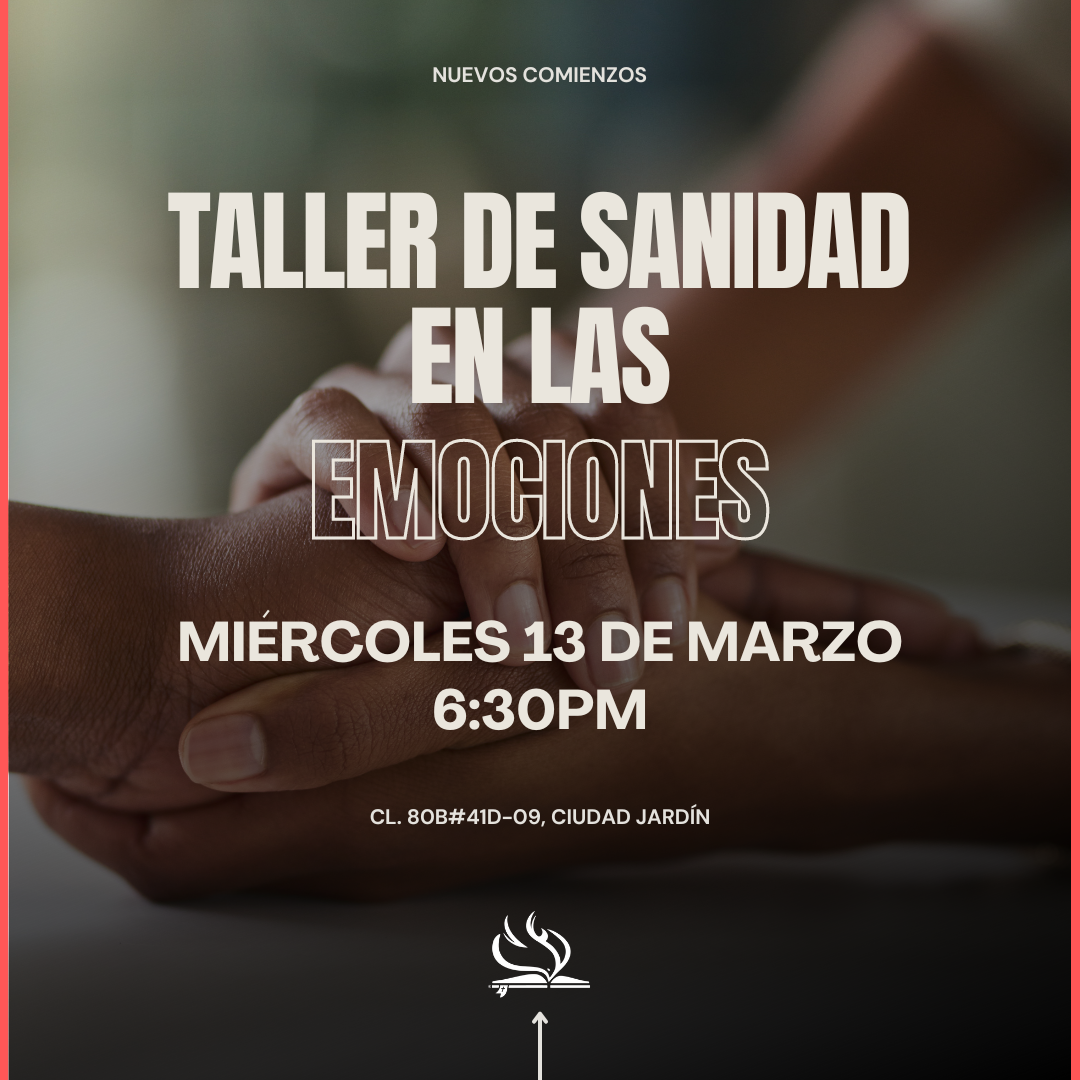 NUEVOS COMIENZOS
TALLER DE SANIDAD
EN LAS
EMOCIONES
MIÉRCOLES 13 DE MARZO
6:30PM
CL. 80B#41D-09, CIUDAD JARDÍN